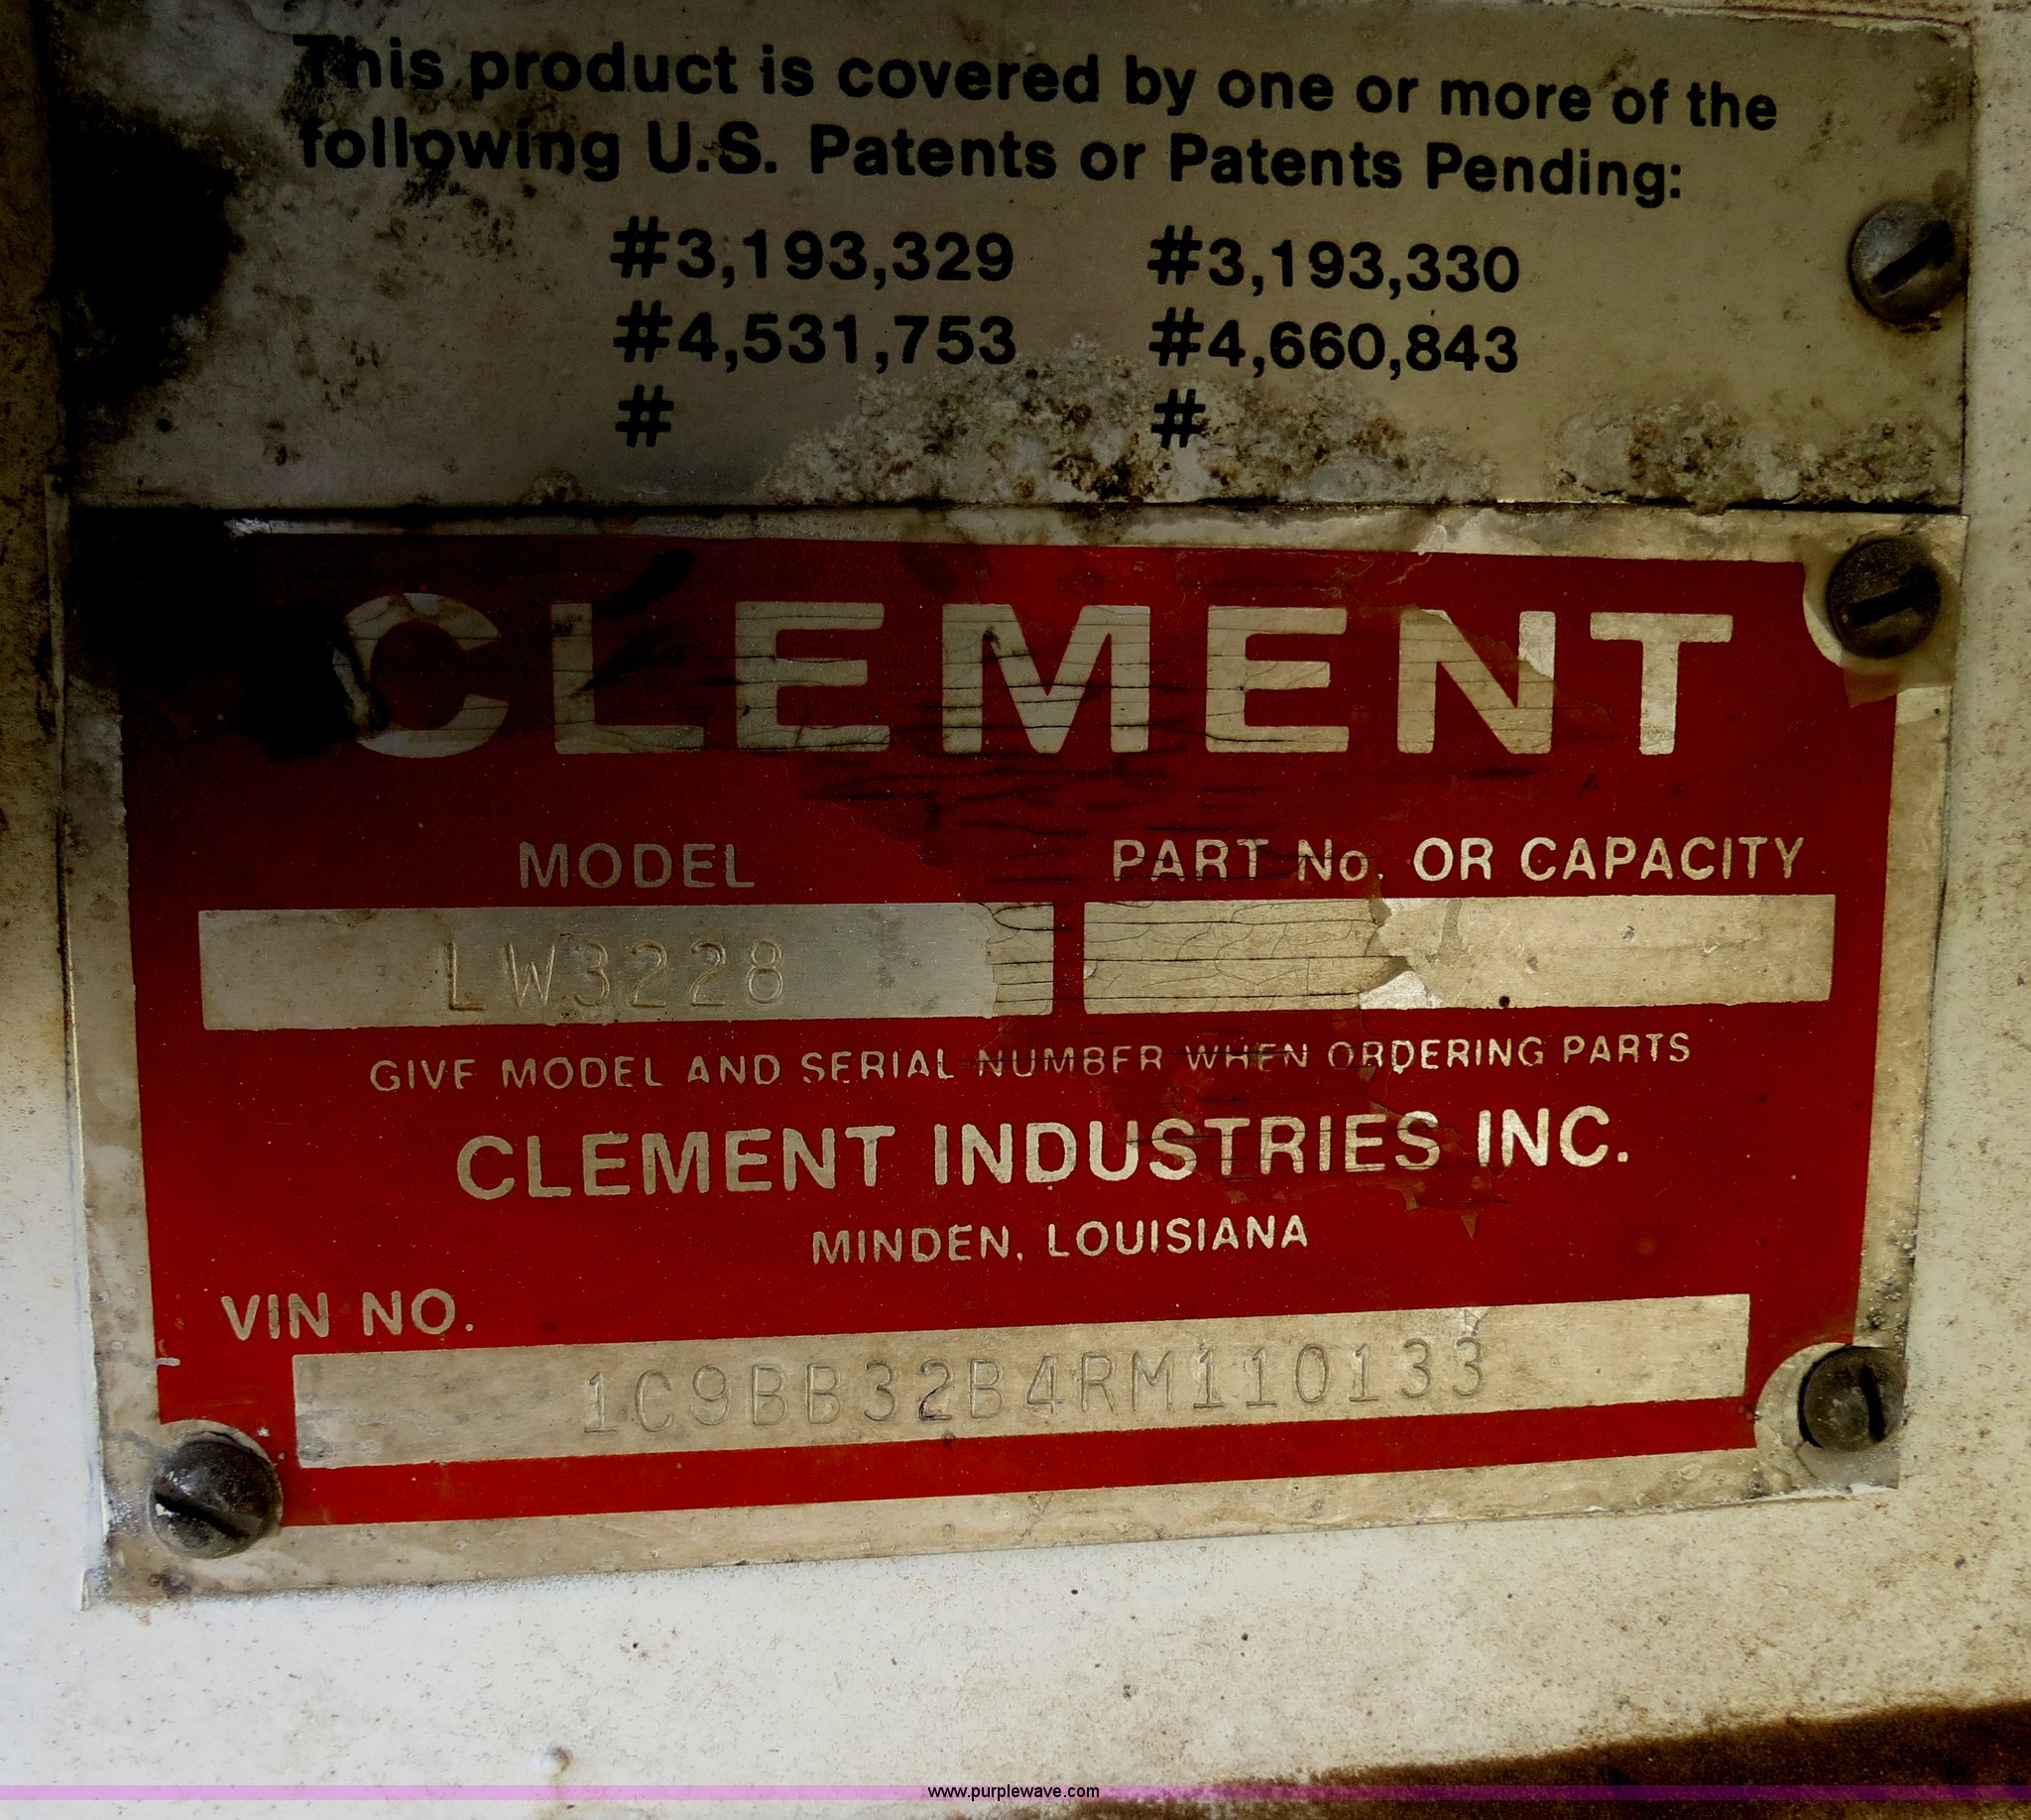 This product is covered by one or more of the
following U.S. Patents or Patents Pending:
#3,193,329 #3,193,330
#4,531,753 #4,660,843
# #
CLEMENT
MODEL PART No. OR CAPACITY
LW3228
GIVE MODEL AND SERIAL NUMBER WHEN ORDERING PARTS
CLEMENT INDUSTRIES INC.
MINDEN, LOUISIANA
VIN NO.
1C9BB32B4RM110133
www.purplewave.com